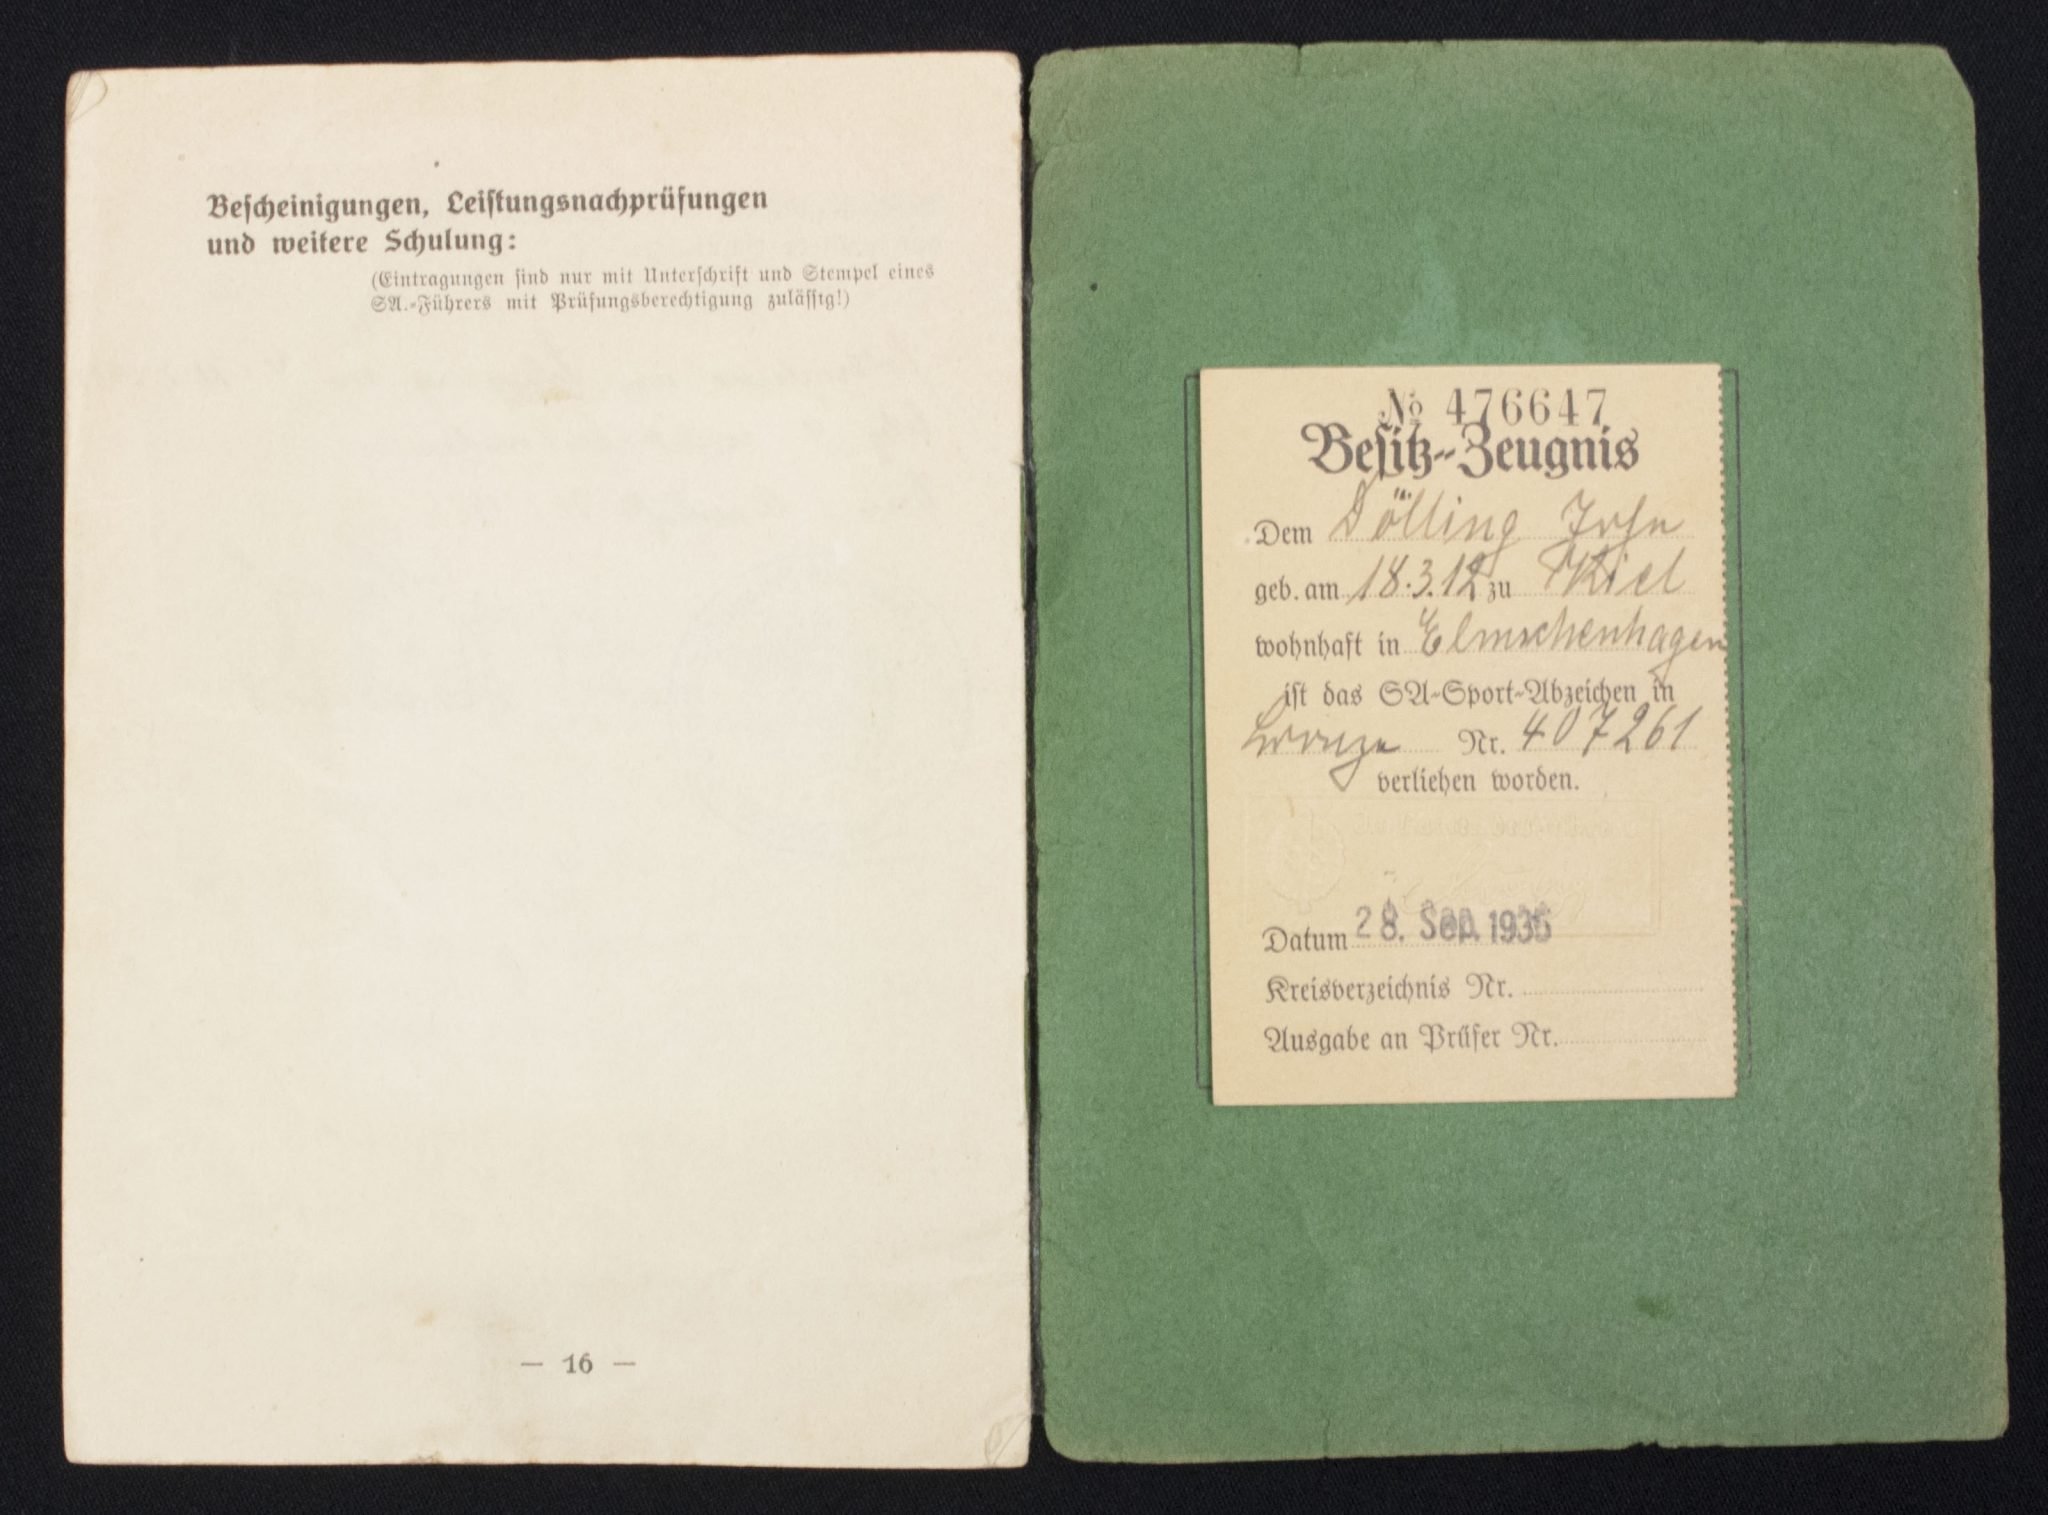 Bescheinigungen, Leistungsnachprüfungen
und weitere Schulung:
(Eintragungen sind nur mit Unterschrift und Stempel eines
SA.-Führers mit Prüfungsberechtigung zulässig!)
— 16 —
№ 476647
Besitz-Zeugnis
Dem Dölling
geb. am 18.3.12 zu Kiel
wohnhaft in Elmschenhagen
ist das SA-Sport-Abzeichen in
Bronze Nr. 407261
verliehen worden.
Datum 28. Sep. 1935
Kreisverzeichnis Nr.
Ausgabe an Prüfer Nr.